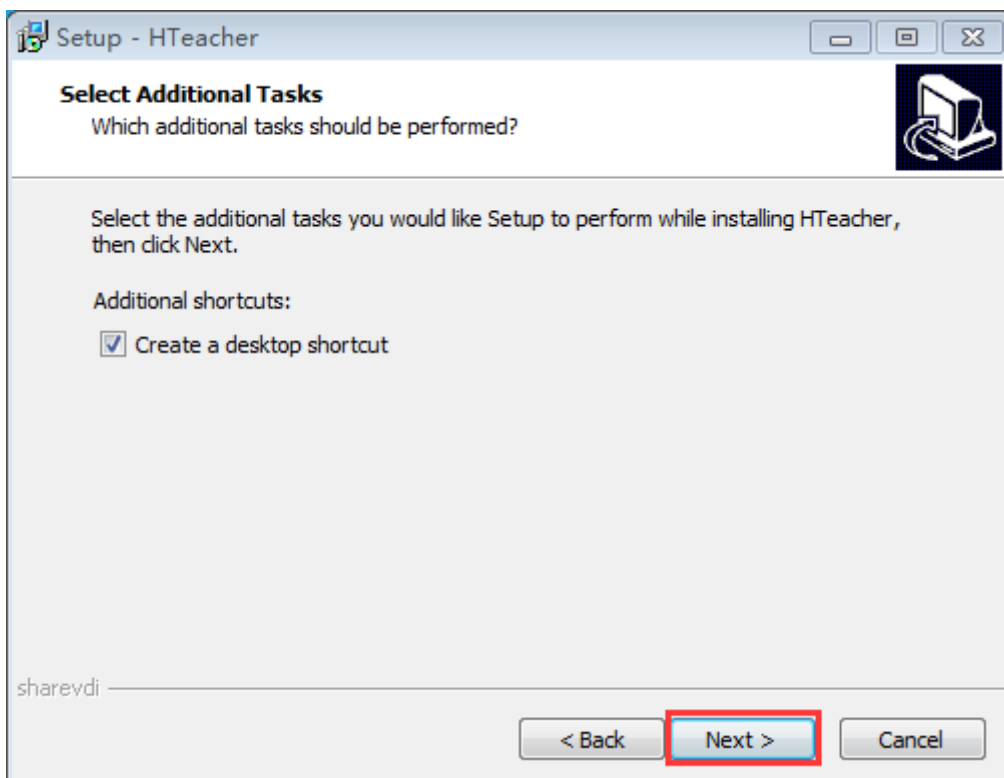 Setup - HTeacher
Select Additional Tasks
Which additional tasks should be performed?
Select the additional tasks you would like Setup to perform while installing HTeacher,
then click Next.
Additional shortcuts:
Create a desktop shortcut
sharevdi
< Back Next > Cancel